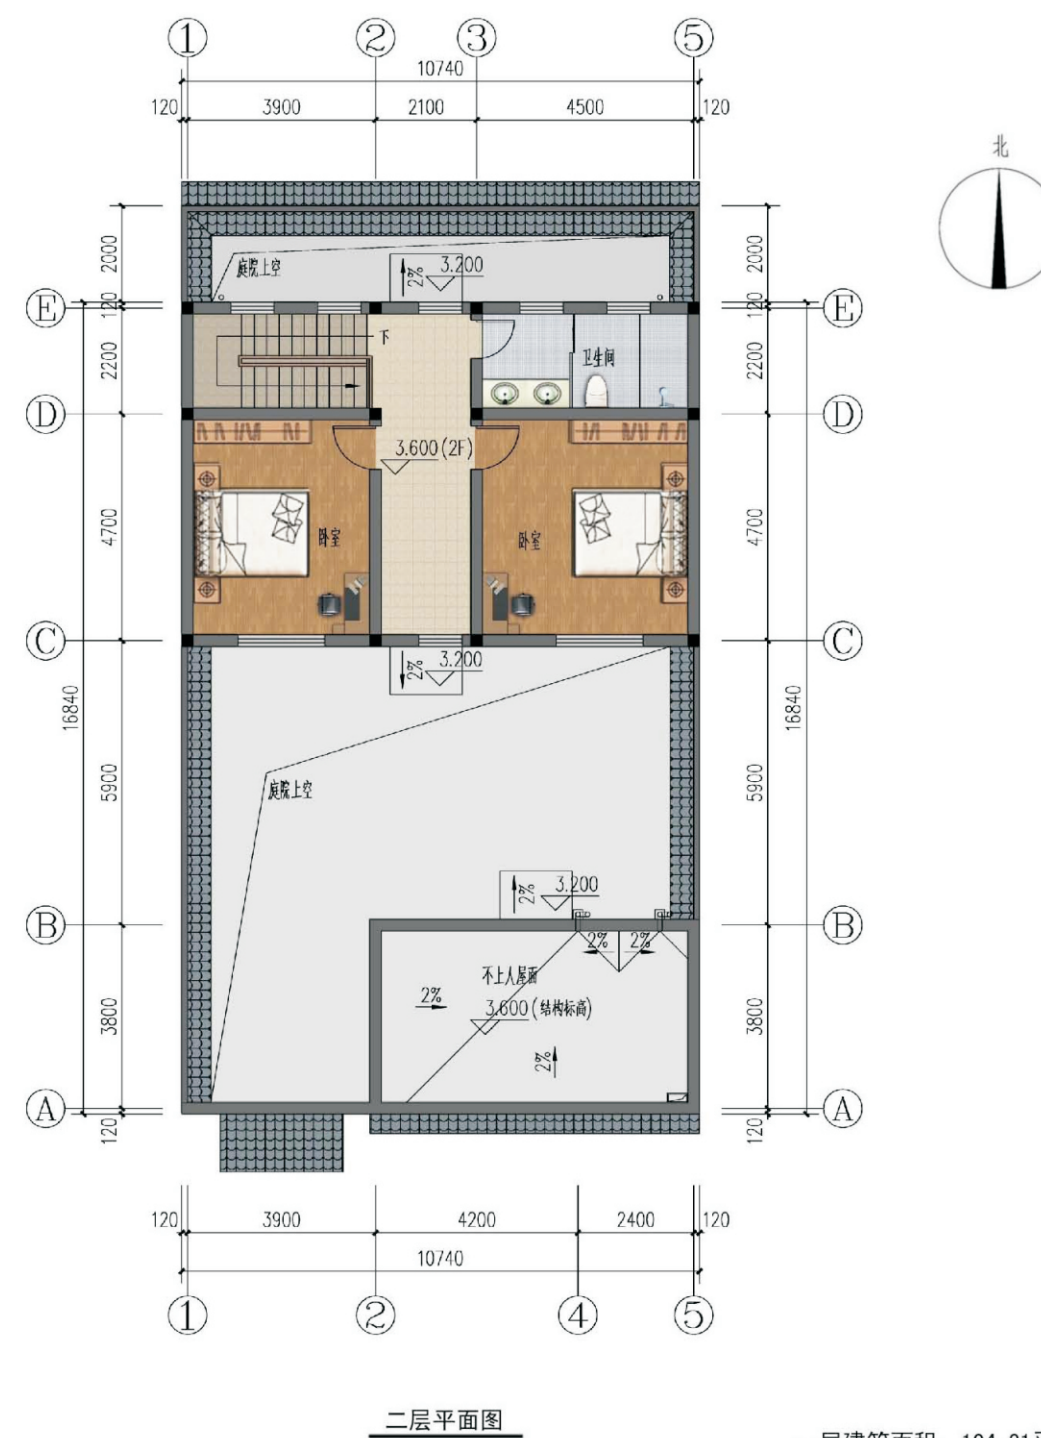 1 2 3 5
10740
120 3900 2100 4500 120
北
2000 2000
庭院上空 2% 3.200
E 120 120 E
下
2200 卫生间 2200
D D
3.600(2F)
4700 卧室 卧室 4700
C C
2% 3.200
16840 16840
5900 庭院上空 5900
2% 3.200
B B
2% 2%
不上人屋面
2%
3.600(结构标高)
3800 3800
2%
A A
120 120
120 3900 4200 2400 120
10740
1 2 4 5
二层平面图